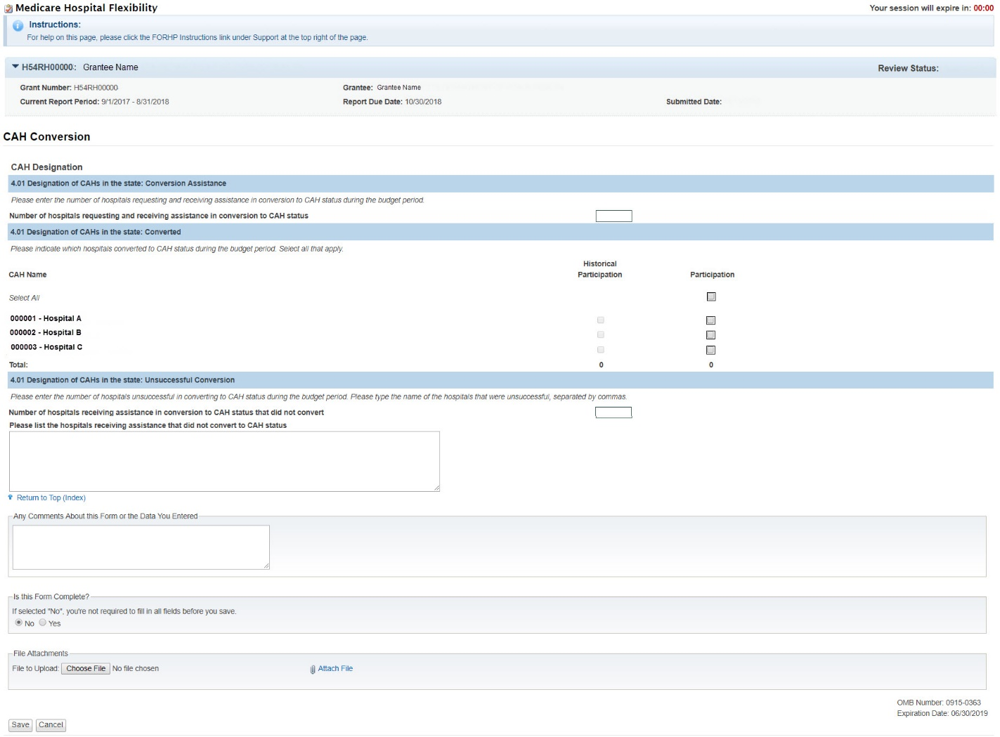 Medicare Hospital Flexibility
Your session will expire in: 00:00
Instructions:
For help on this page, please click the FORHP Instructions link under Support at the top right of the page.
H54RH00000: Grantee Name
Review Status:
Grant Number: H54RH00000
Grantee: Grantee Name
Current Report Period: 9/1/2017 - 8/31/2018
Report Due Date: 10/30/2018
Submitted Date:
CAH Conversion
CAH Designation
4.01 Designation of CAHs in the state: Conversion Assistance
Please enter the number of hospitals requesting and receiving assistance in conversion to CAH status during the budget period.
Number of hospitals requesting and receiving assistance in conversion to CAH status
4.01 Designation of CAHs in the state: Converted
Please indicate which hospitals converted to CAH status during the budget period. Select all that apply.
CAH Name
Historical
Participation
Participation
Select All
000001 - Hospital A
000002 - Hospital B
000003 - Hospital C
Total: 0 0
4.01 Designation of CAHs in the state: Unsuccessful Conversion
Please enter the number of hospitals unsuccessful in converting to CAH status during the budget period. Please type the name of the hospitals that were unsuccessful, separated by commas.
Number of hospitals receiving assistance in conversion to CAH status that did not convert
Please list the hospitals receiving assistance that did not convert to CAH status
Return to Top (Index)
Any Comments About this Form or the Data You Entered
Is this Form Complete?
If selected "No", you're not required to fill in all fields before you save.
No Yes
File Attachments
File to Upload: Choose File No file chosen
Attach File
OMB Number: 0915-0363
Expiration Date: 06/30/2019
Save Cancel